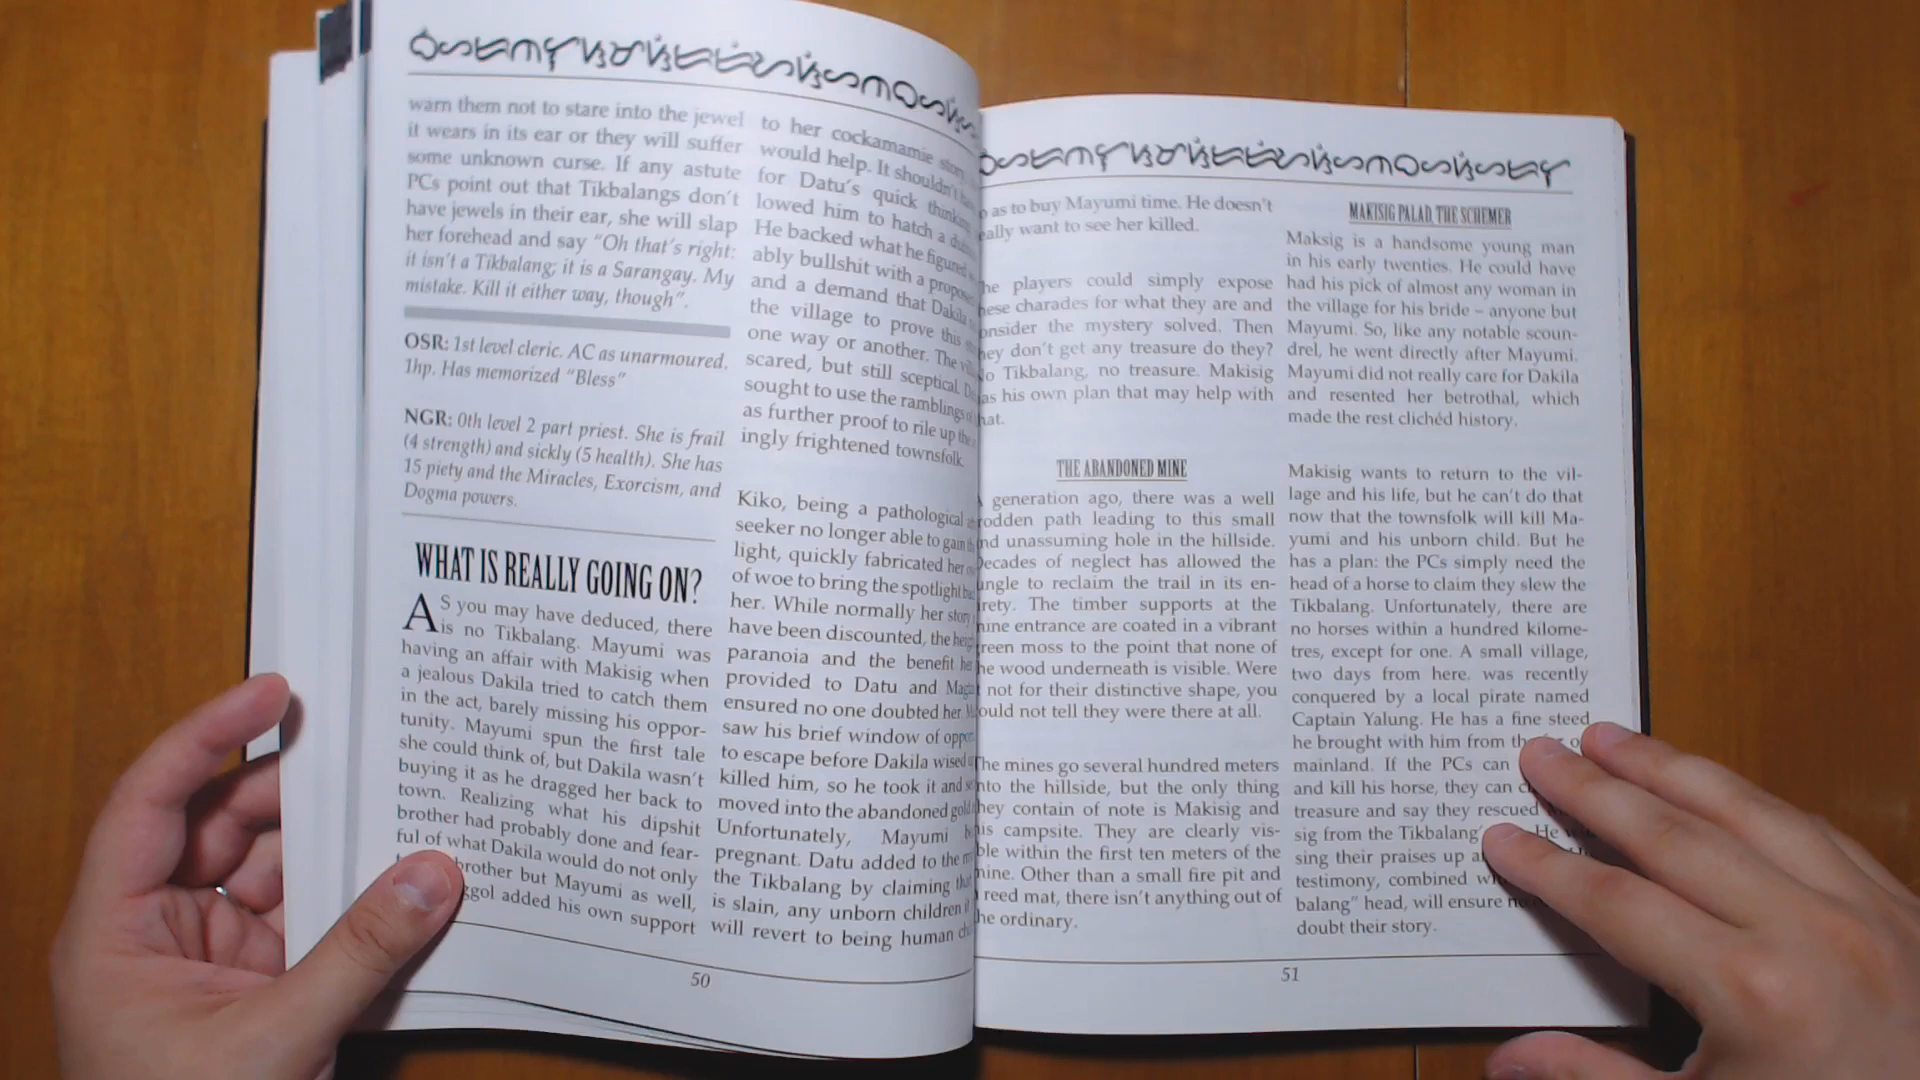 warn them not to stare into the jewel
it wears in its ear or they will suffer
some unknown curse. If any astute
PCs point out that Tikbalangs don't
have jewels in their ear, she will slap
her forehead and say "Oh that's right:
it isn't a Tikbalang; it is a Sarangay. My
mistake. Kill it either way, though".
OSR: 1st level cleric. AC as unarmoured.
1hp. Has memorized "Bless"
NGR: 0th level 2 part priest. She is frail
(4 strength) and sickly (5 health). She has
15 piety and the Miracles, Exorcism, and
Dogma powers.
WHAT IS REALLY GOING ON?
AS you may have deduced, there
is no Tikbalang. Mayumi was
having an affair with Makisig when
a jealous Dakila tried to catch them
in the act, barely missing his oppor-
tunity. Mayumi spun the first tale
she could think of, but Dakila wasn't
buying it as he dragged her back to
town. Realizing what his dipshit
brother had probably done and fear-
ful of what Dakila would do not only
brother but Mayumi as well,
added his own support
to her cockamamie story
would help. It shouldn't
for Datu's quick
lowed him to hatch a
He backed what he figured
ably bullshit with a
and a demand that Dakila
the village to prove this
one way or another. The
scared, but still sceptical.
sought to use the ramblings
as further proof to rile up the
ingly frightened townsfolk.
Kiko, being a pathological
seeker no longer able to gain
light, quickly fabricated her
of woe to bring the spotlight
her. While normally her story
have been discounted, the
paranoia and the benefit
provided to Datu and
ensured no one doubted her.
saw his brief window of
to escape before Dakila wised
killed him, so he took it and
moved into the abandoned
Unfortunately, Mayumi
pregnant. Datu added to the
the Tikbalang by claiming
is slain, any unborn children
will revert to being human
50
as to buy Mayumi time. He doesn't
want to see her killed.
players could simply expose
charades for what they are and
the mystery solved. Then
don't get any treasure do they?
Tikbalang, no treasure. Makisig
his own plan that may help with
THE ABANDONED MINE
generation ago, there was a well
path leading to this small
unassuming hole in the hillside.
of neglect has allowed the
to reclaim the trail in its en-
The timber supports at the
entrance are coated in a vibrant
moss to the point that none of
wood underneath is visible. Were
not for their distinctive shape, you
not tell they were there at all.
mines go several hundred meters
the hillside, but the only thing
contain of note is Makisig and
campsite. They are clearly vis-
within the first ten meters of the
Other than a small fire pit and
reed mat, there isn't anything out of
ordinary.
MAKISIG PALAD, THE SCHEMER
Maksig is a handsome young man
in his early twenties. He could have
had his pick of almost any woman in
the village for his bride – anyone but
Mayumi. So, like any notable scoun-
drel, he went directly after Mayumi.
Mayumi did not really care for Dakila
and resented her betrothal, which
made the rest clichéd history.
Makisig wants to return to the vil-
lage and his life, but he can't do that
now that the townsfolk will kill Ma-
yumi and his unborn child. But he
has a plan: the PCs simply need the
head of a horse to claim they slew the
Tikbalang. Unfortunately, there are
no horses within a hundred kilome-
tres, except for one. A small village,
two days from here. was recently
conquered by a local pirate named
Captain Yalung. He has a fine steed
he brought with him from
mainland. If the PCs can
and kill his horse, they can
treasure and say they rescued
sig from the Tikbalang He
sing their praises up
testimony, combined
balang" head, will ensure
doubt their story.
51